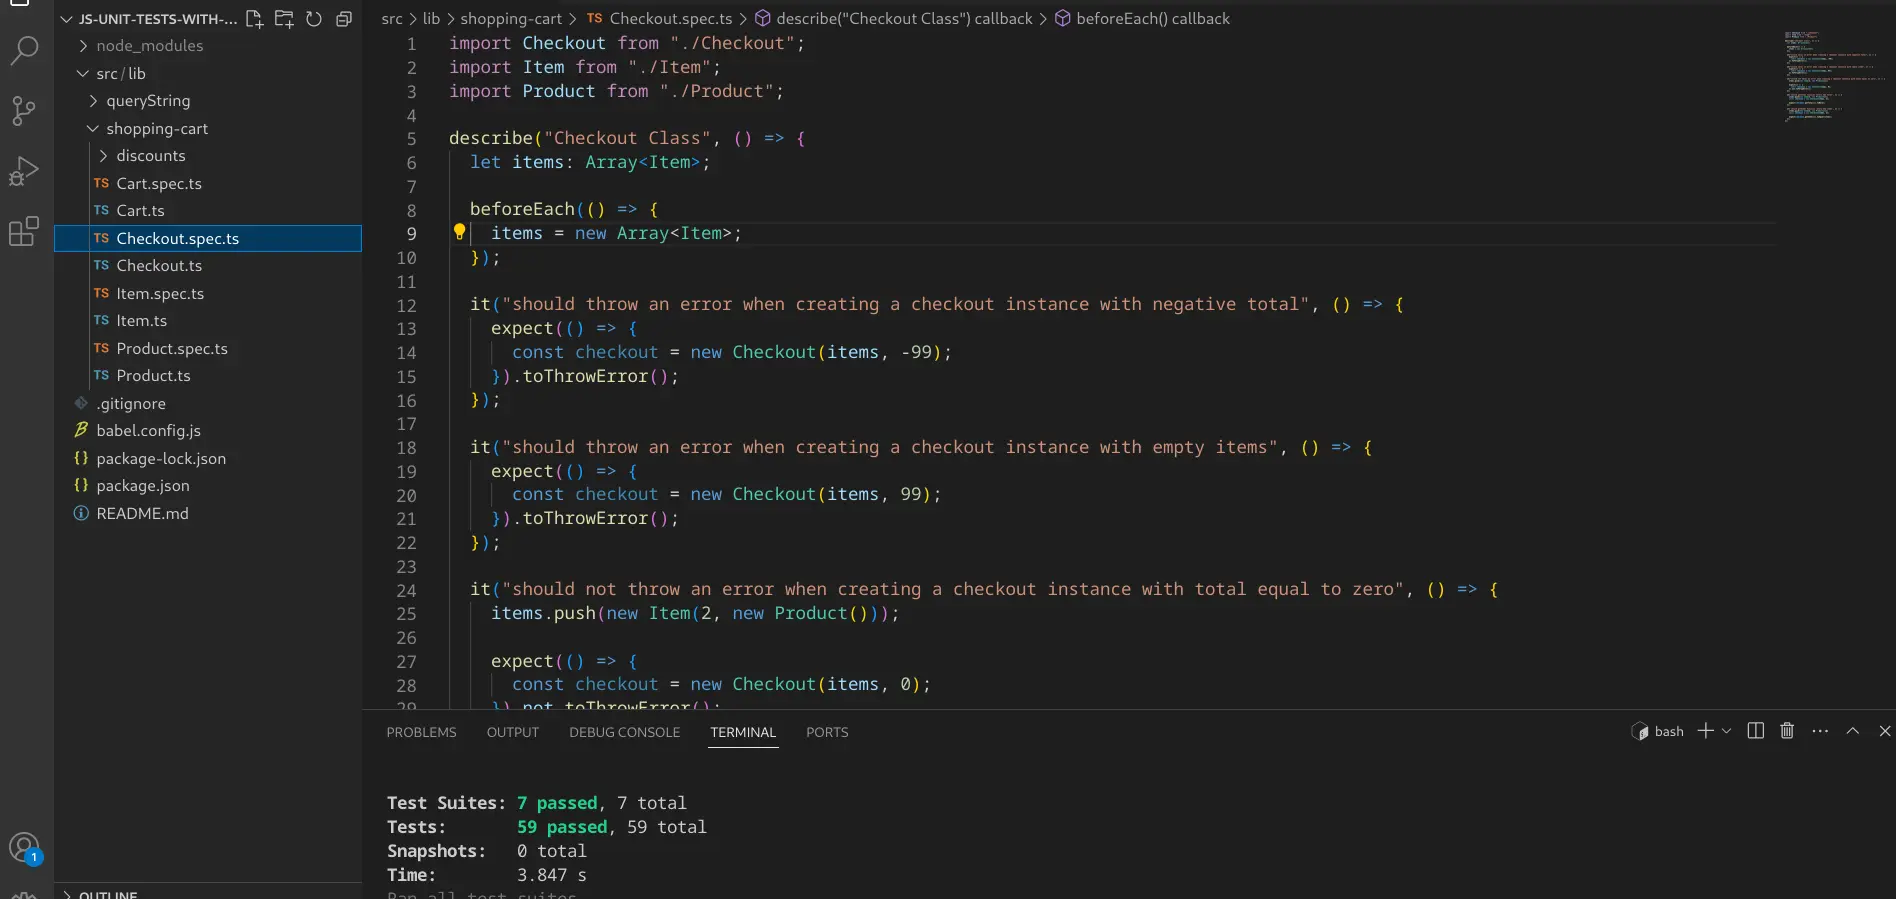 JS-UNIT-TESTS-WITH-...
node_modules
src / lib
queryString
shopping-cart
discounts
TS Cart.spec.ts
TS Cart.ts
TS Checkout.spec.ts
TS Checkout.ts
TS Item.spec.ts
TS Item.ts
TS Product.spec.ts
TS Product.ts
.gitignore
babel.config.js
{} package-lock.json
{} package.json
README.md
OUTLINE
1
src > lib > shopping-cart > TS Checkout.spec.ts > describe("Checkout Class") callback > beforeEach() callback
1 import Checkout from "./Checkout";
2 import Item from "./Item";
3 import Product from "./Product";
4
5 describe("Checkout Class", () => {
6 let items: Array<Item>;
7
8 beforeEach(() => {
9 items = new Array<Item>;
10 });
11
12 it("should throw an error when creating a checkout instance with negative total", () => {
13 expect(() => {
14 const checkout = new Checkout(items, -99);
15 }).toThrowError();
16 });
17
18 it("should throw an error when creating a checkout instance with empty items", () => {
19 expect(() => {
20 const checkout = new Checkout(items, 99);
21 }).toThrowError();
22 });
23
24 it("should not throw an error when creating a checkout instance with total equal to zero", () => {
25 items.push(new Item(2, new Product()));
26
27 expect(() => {
28 const checkout = new Checkout(items, 0);
29 }).not.toThrowError();
PROBLEMS OUTPUT DEBUG CONSOLE TERMINAL PORTS
bash
Test Suites: 7 passed, 7 total
Tests: 59 passed, 59 total
Snapshots: 0 total
Time: 3.847 s
Ran all test suites.